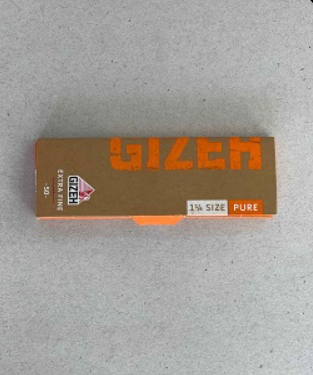 GIZEH
1¼ SIZE PURE
GIZEH
EXTRA FINE
-50-